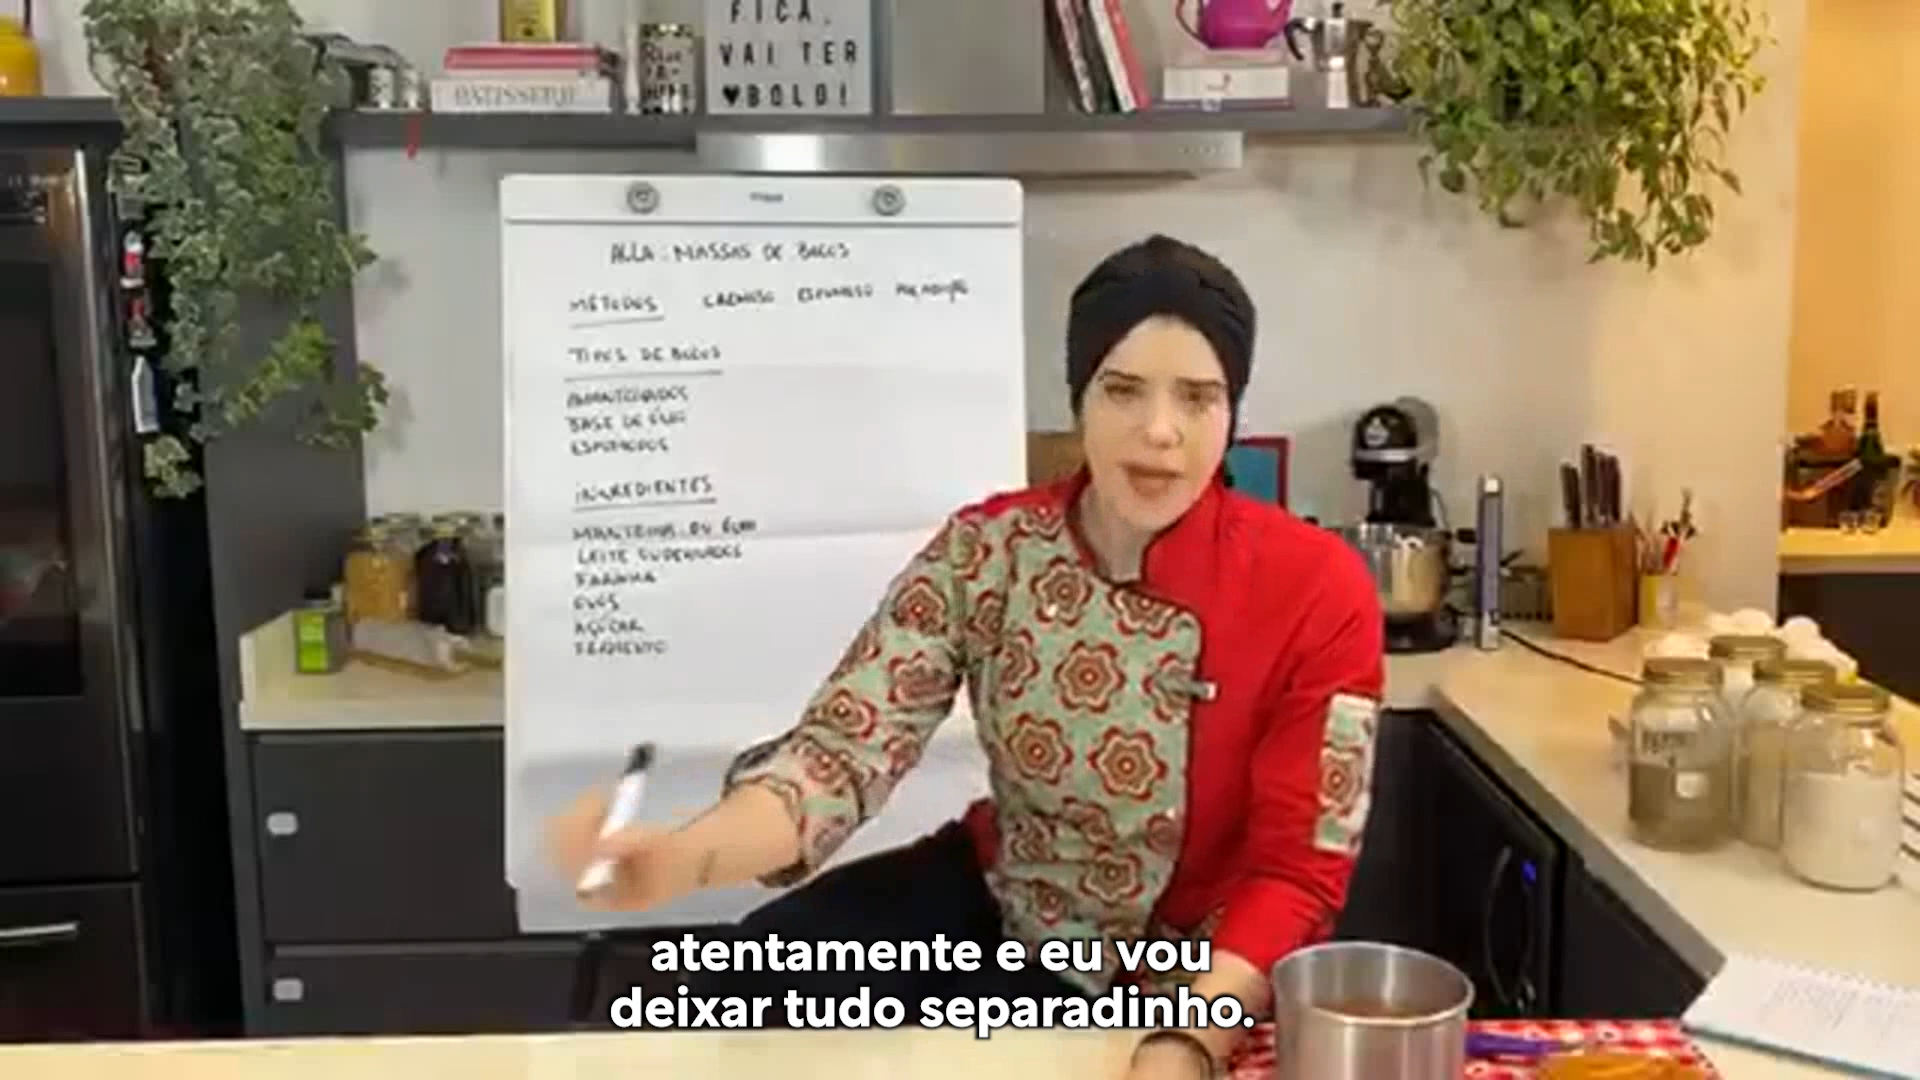 FICA,
VAI TER
♥BOLO!
PATISSERIE
AULA: MASSAS DE BOLOS
MÉTODOS CREMOSO ESPUMOSO
TIPOS DE BOLOS
AMANTEIGADOS
BASE DE ÓLEO
ESPUMOSOS
INGREDIENTES
MANTEIGA OU ÓLEO
LEITE
FARINHA
OVOS
AÇÚCAR
FERMENTO
atentamente e eu vou
deixar tudo separadinho.